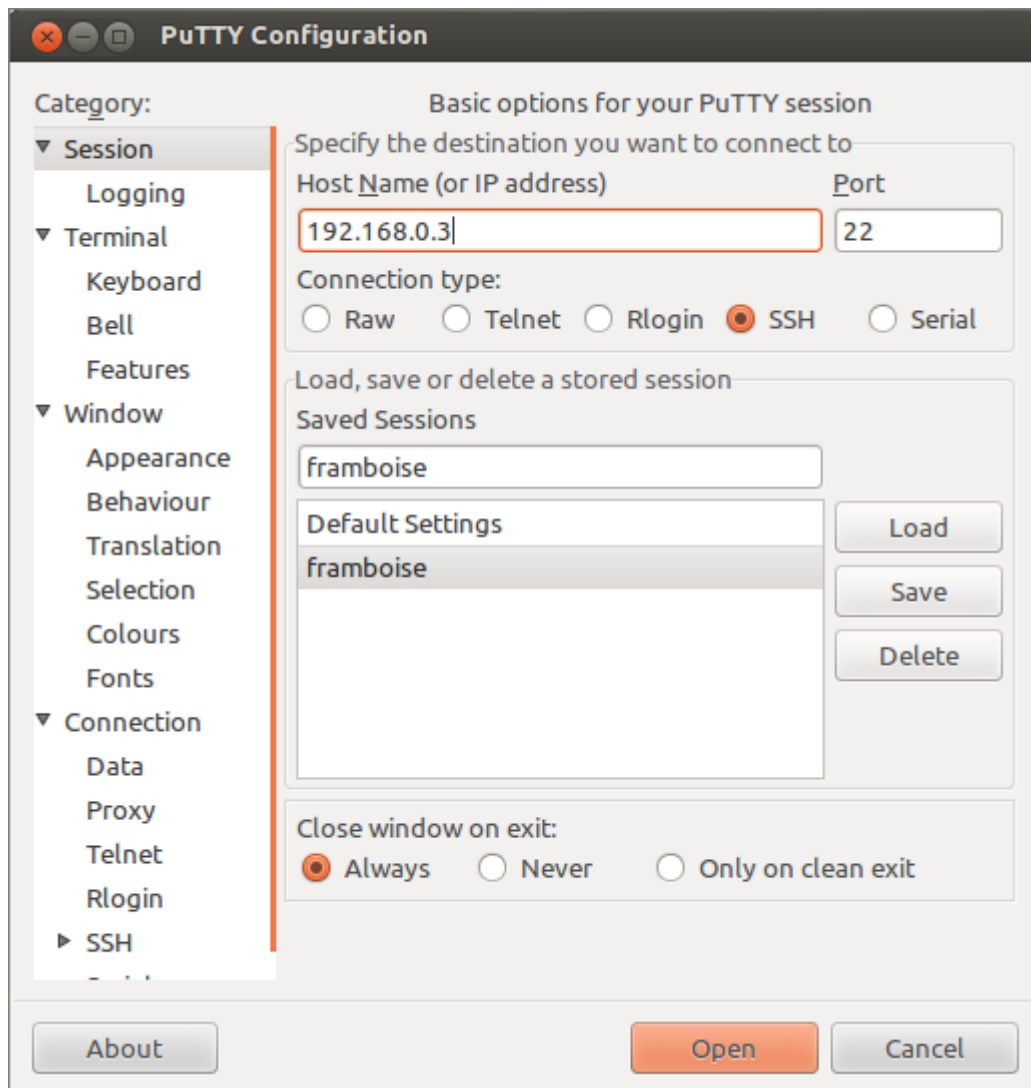 PuTTY Configuration
Category:
Session
Logging
Terminal
Keyboard
Bell
Features
Window
Appearance
Behaviour
Translation
Selection
Colours
Fonts
Connection
Data
Proxy
Telnet
Rlogin
SSH
Basic options for your PuTTY session
Specify the destination you want to connect to
Host Name (or IP address) Port
192.168.0.3 22
Connection type:
Raw Telnet Rlogin SSH Serial
Load, save or delete a stored session
Saved Sessions
framboise
Default Settings
framboise
Load
Save
Delete
Close window on exit:
Always Never Only on clean exit
About Open Cancel